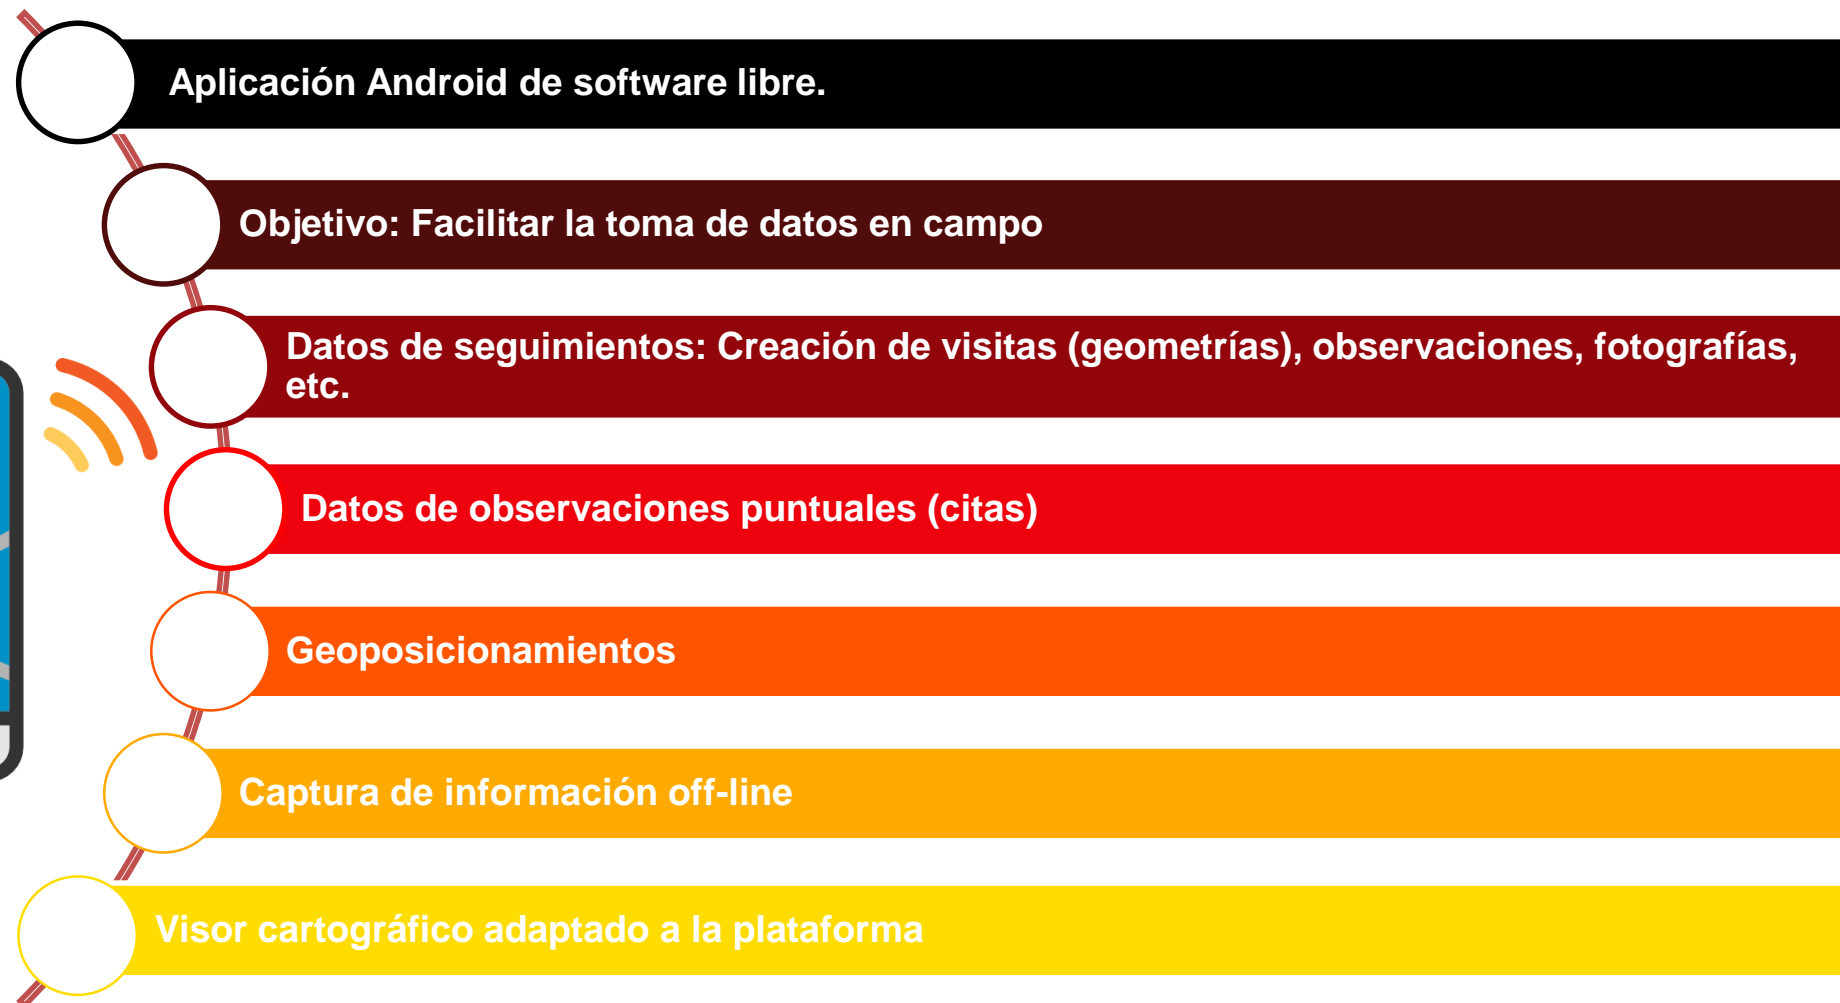 Aplicación Android de software libre.
Objetivo: Facilitar la toma de datos en campo
Datos de seguimientos: Creación de visitas (geometrías), observaciones, fotografías,
etc.
Datos de observaciones puntuales (citas)
Geoposicionamientos
Captura de información off-line
Visor cartográfico adaptado a la plataforma